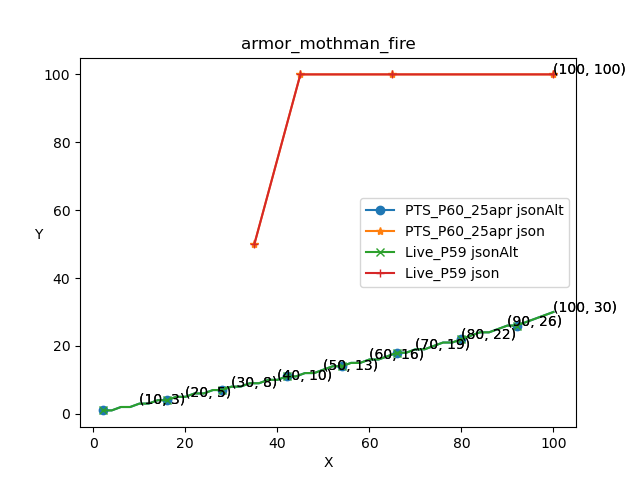 armor_mothman_fire
100
80
60
40
20
0
Y
(100, 100)
PTS_P60_25apr jsonAlt
PTS_P60_25apr json
Live_P59 jsonAlt
Live_P59 json
(10, 3)
(20, 5)
(30, 8)
(40, 10)
(50, 13)
(60, 16)
(70, 19)
(80, 22)
(90, 26)
(100, 30)
0 20 40 60 80 100
X